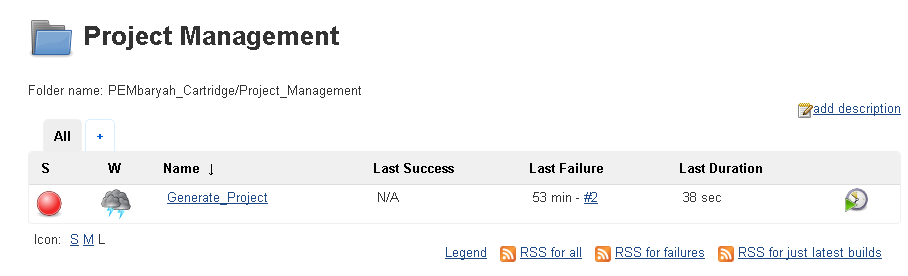 Project Management
Folder name: PEMbaryah_Cartridge/Project_Management
add description
All +
S W Name ↓ Last Success Last Failure Last Duration
Generate_Project N/A 53 min - #2 38 sec
Icon: S M L
Legend RSS for all RSS for failures RSS for just latest builds